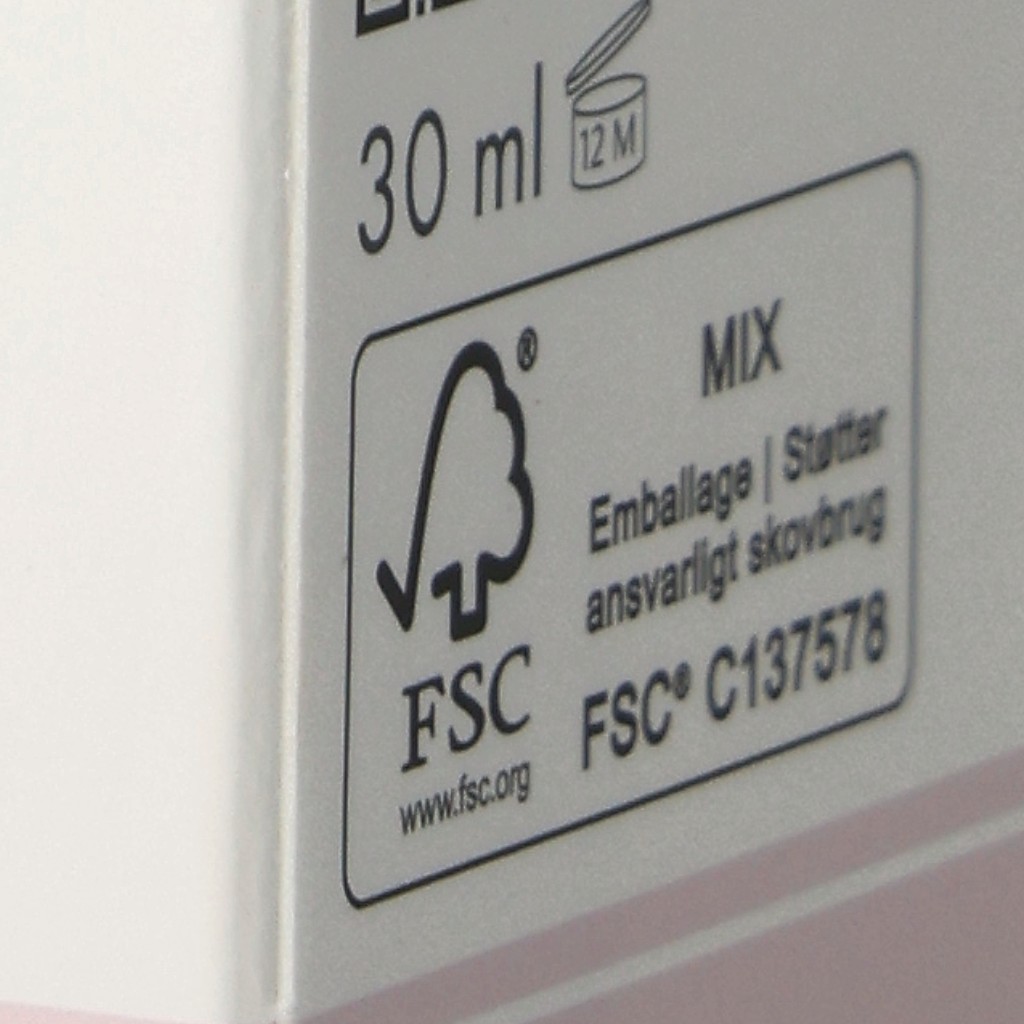 30 ml 12 M
®
MIX
Emballage | Støtter
ansvarligt skovbrug
FSC® C137578
FSC
www.fsc.org